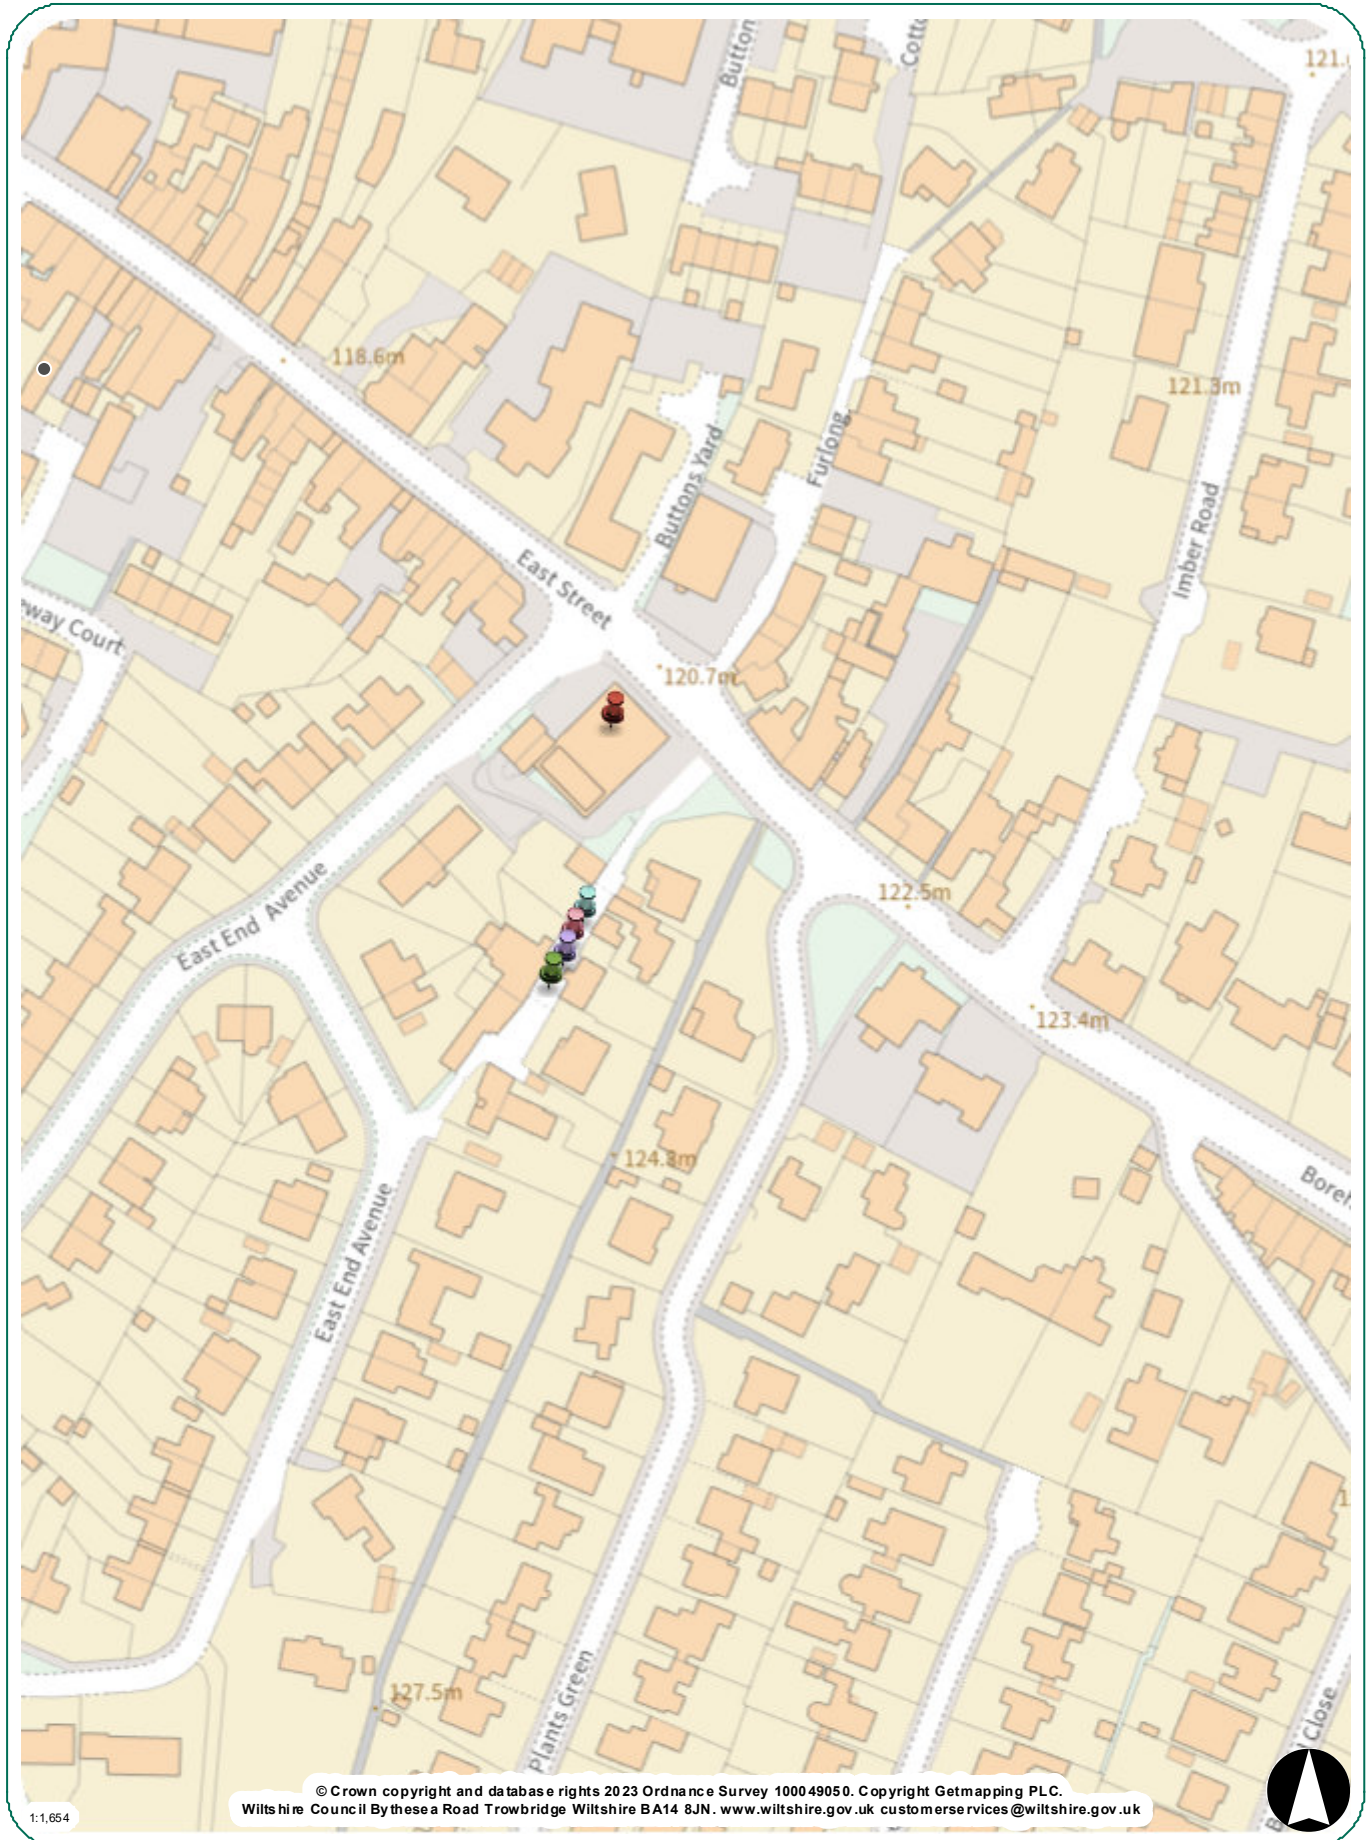 Button
Cotto
121.
118.6m
121.3m
Furlong
Buttons Yard
Imber Road
East Street
eway Court
120.7m
East End Avenue
122.5m
123.4m
124.3m
Boreh
East End Avenue
127.5m
Plants Green
Close
© Crown copyright and database rights 2023 Ordnance Survey 100049050. Copyright Getmapping PLC.
Wiltshire Council Bythesea Road Trowbridge Wiltshire BA14 8JN. www.wiltshire.gov.uk customerservices@wiltshire.gov.uk
1:1,654